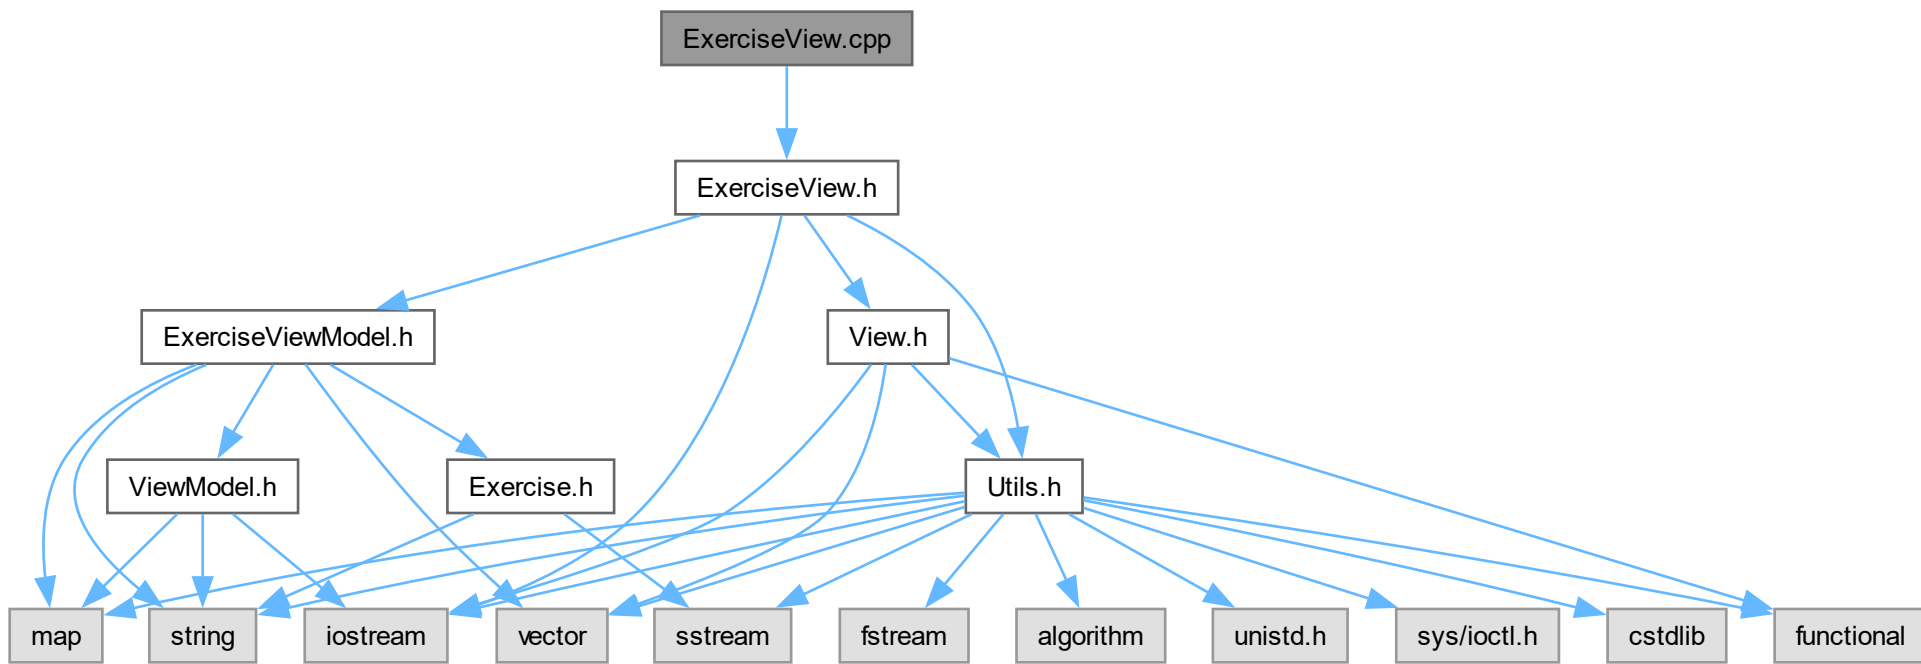 ExerciseView.cpp
ExerciseView.h
ExerciseViewModel.h
View.h
ViewModel.h
Exercise.h
Utils.h
map
string
iostream
vector
sstream
fstream
algorithm
unistd.h
sys/ioctl.h
cstdlib
functional